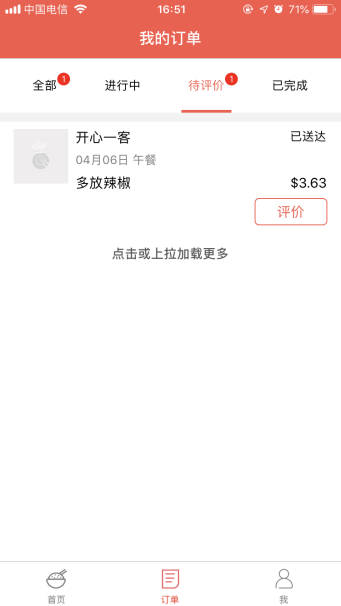 中国电信 16:51 71%
我的订单
全部 1 进行中 待评价 1 已完成
开心一客 已送达
04月06日 午餐
多放辣椒 $3.63
评价
点击或上拉加载更多
首页 订单 我